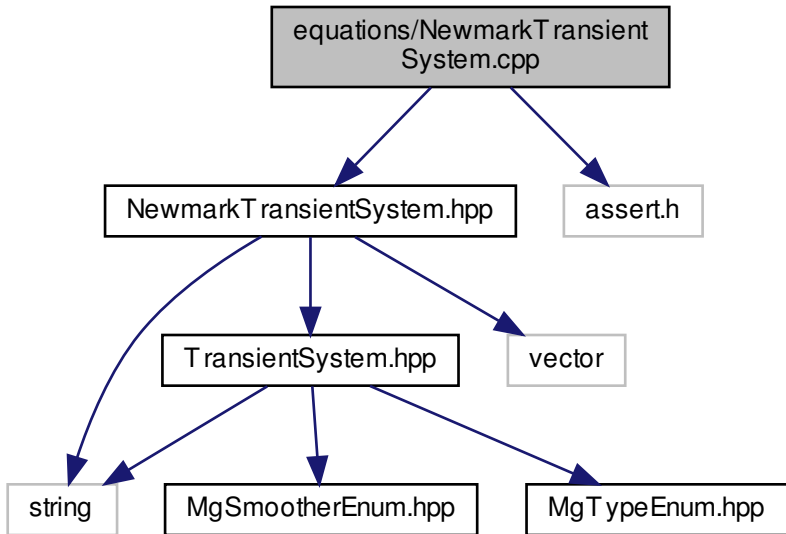 equations/NewmarkTransient
System.cpp
NewmarkTransientSystem.hpp
assert.h
TransientSystem.hpp
vector
string
MgSmootherEnum.hpp
MgTypeEnum.hpp